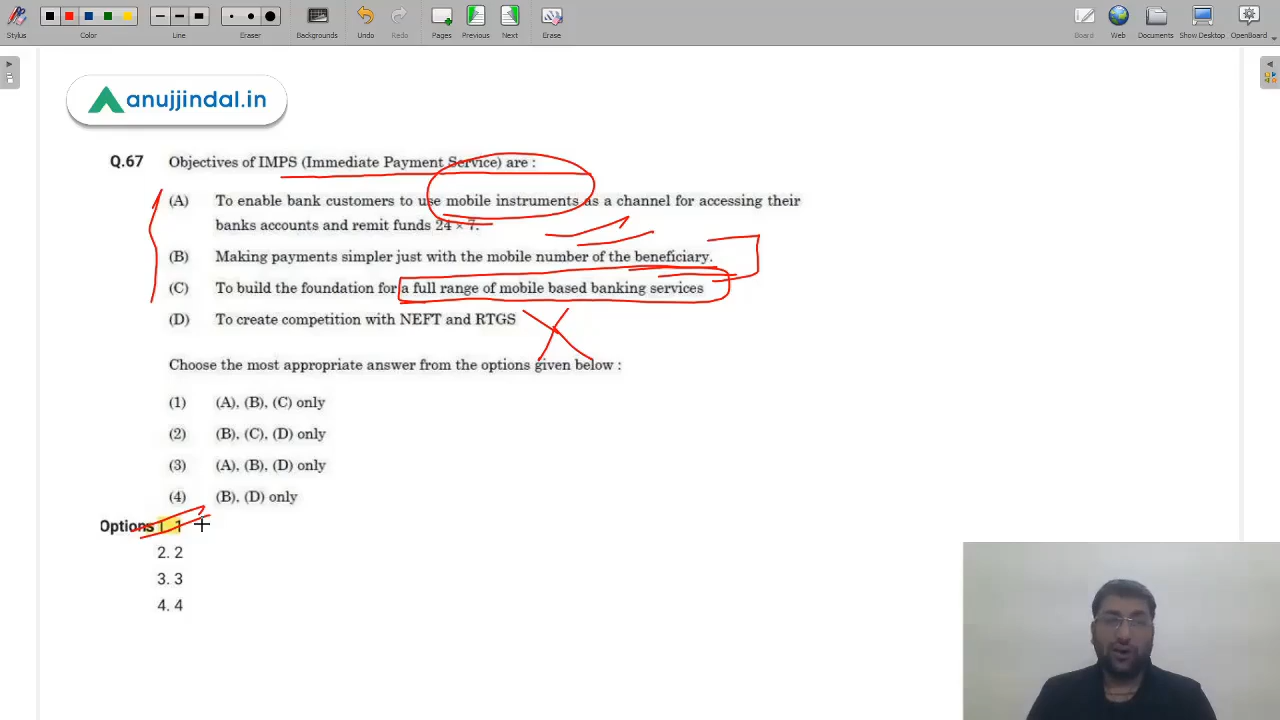 Stylus
Color
Line
Eraser
Backgrounds
Undo
Redo
Pages
Previous
Next
Erase
Board
Web
Documents
Show Desktop
OpenBoard
anujjindal.in
Q.67 Objectives of IMPS (Immediate Payment Service) are :
(A) To enable bank customers to use mobile instruments as a channel for accessing their
banks accounts and remit funds 24 × 7.
(B) Making payments simpler just with the mobile number of the beneficiary.
(C) To build the foundation for a full range of mobile based banking services
(D) To create competition with NEFT and RTGS
Choose the most appropriate answer from the options given below :
(1) (A), (B), (C) only
(2) (B), (C), (D) only
(3) (A), (B), (D) only
(4) (B), (D) only
Options 1. 1
2. 2
3. 3
4. 4